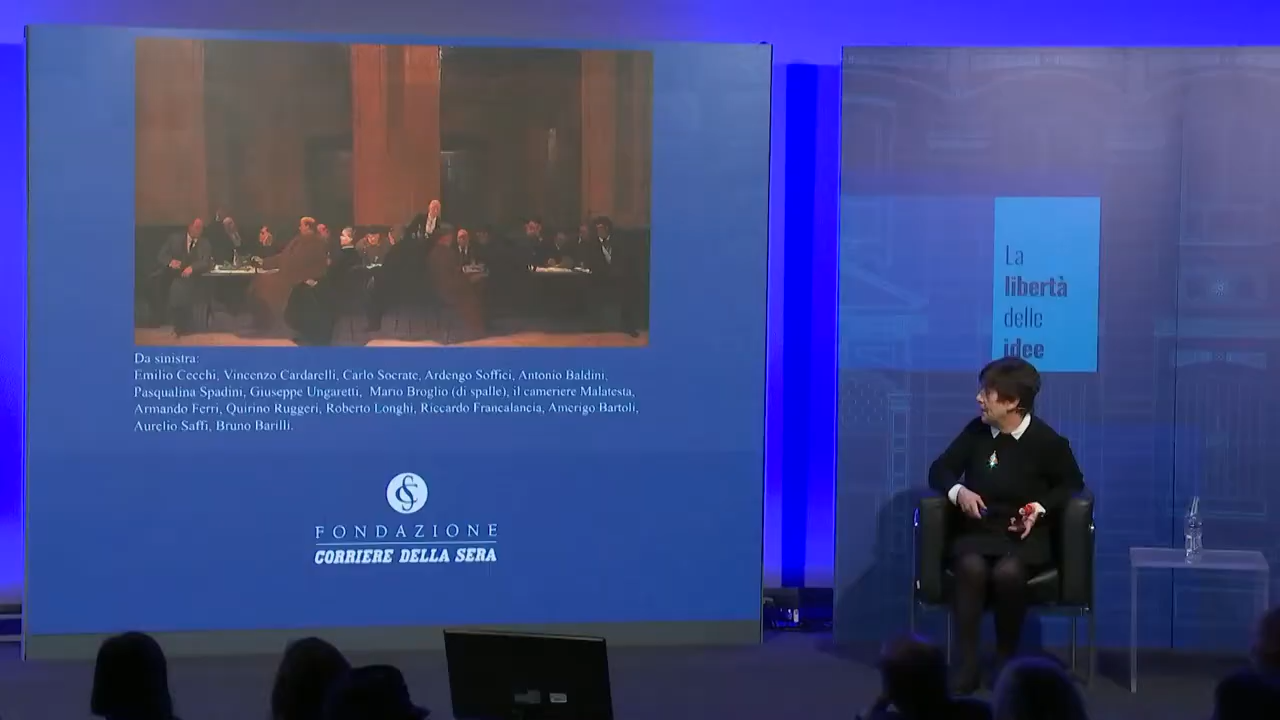 Da sinistra:
Emilio Cecchi, Vincenzo Cardarelli, Carlo Socrate, Ardengo Soffici, Antonio Baldini,
Pasqualina Spadini, Giuseppe Ungaretti, Mario Broglio (di spalle), il cameriere Malatesta,
Armando Ferri, Quirino Ruggeri, Roberto Longhi, Riccardo Francalancia, Amerigo Bartoli,
Aurelio Saffi, Bruno Barilli.
FONDAZIONE
CORRIERE DELLA SERA
La
libertà
delle
idee